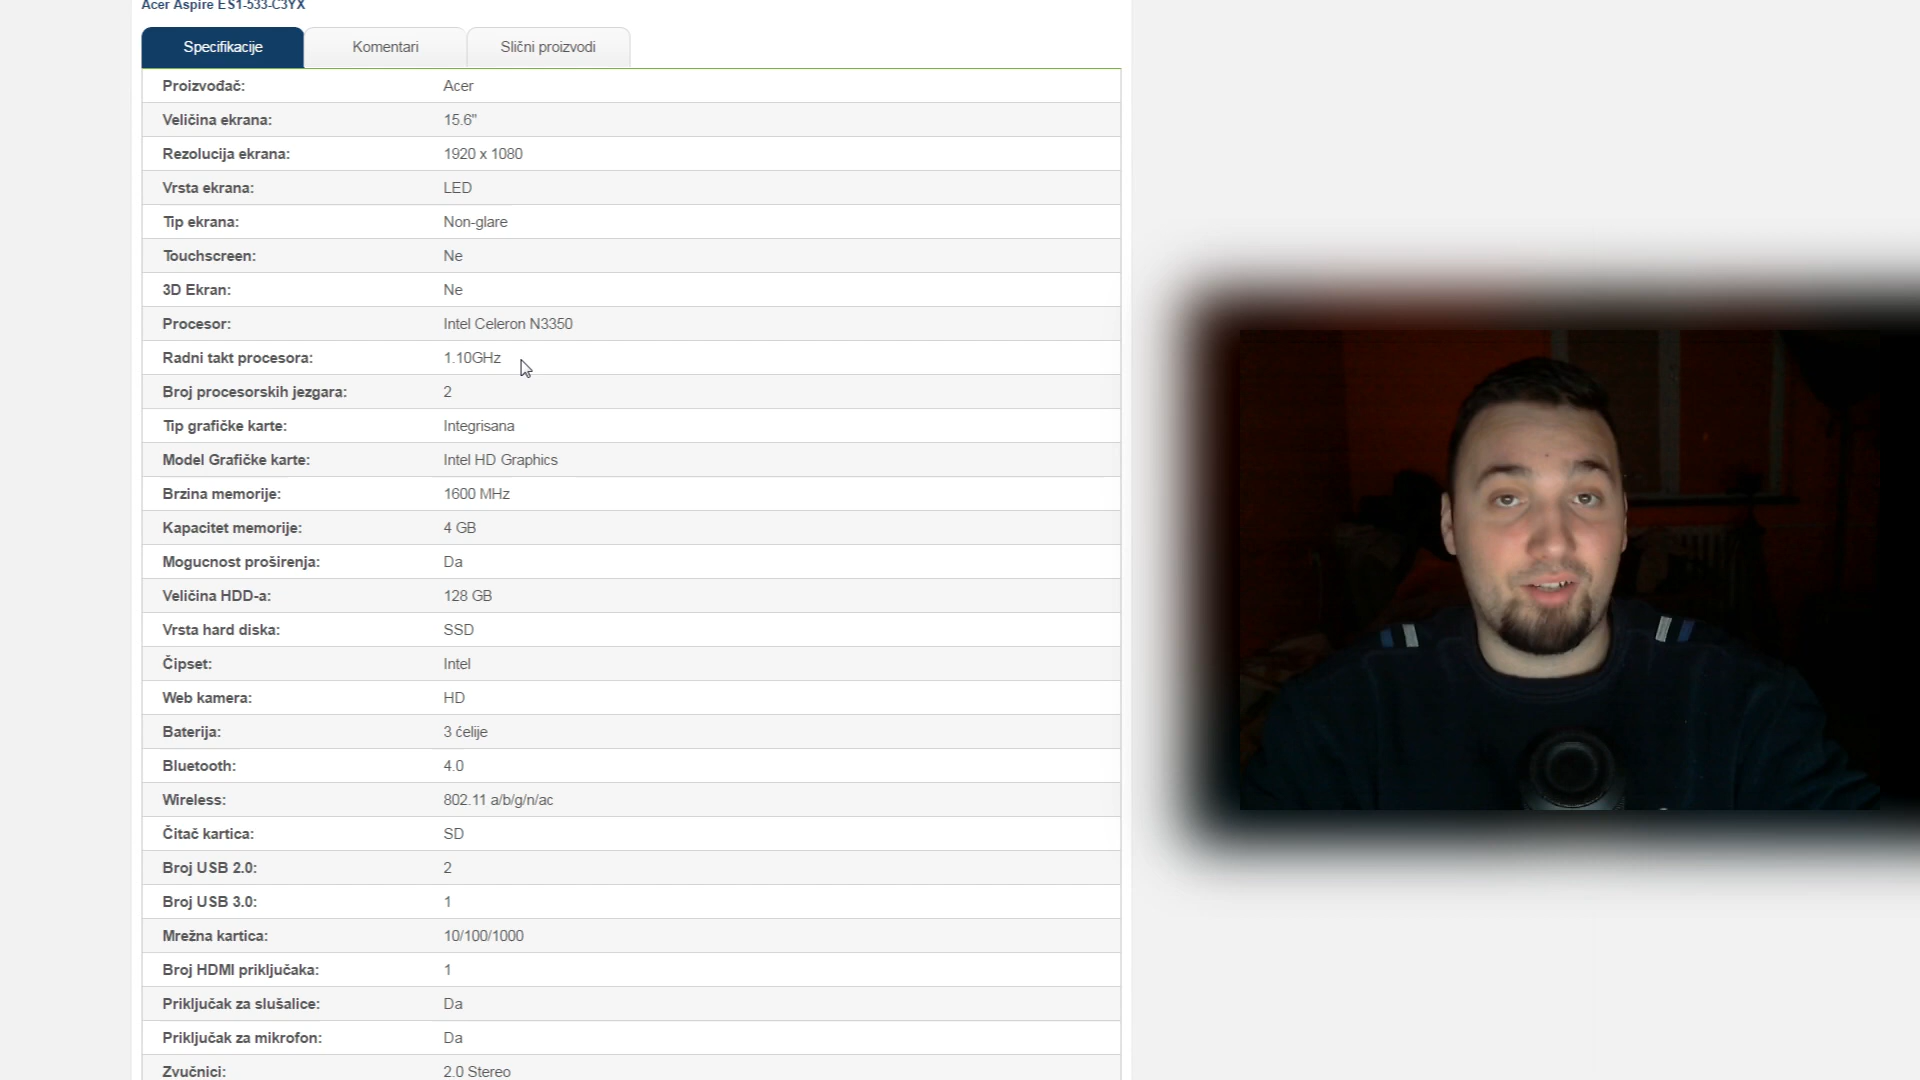 Acer Aspire ES1-533-C3YX
Specifikacije Komentari Slični proizvodi
Proizvođač: Acer
Veličina ekrana: 15.6"
Rezolucija ekrana: 1920 x 1080
Vrsta ekrana: LED
Tip ekrana: Non-glare
Touchscreen: Ne
3D Ekran: Ne
Procesor: Intel Celeron N3350
Radni takt procesora: 1.10GHz
Broj procesorskih jezgara: 2
Tip grafičke karte: Integrisana
Model Grafičke karte: Intel HD Graphics
Brzina memorije: 1600 MHz
Kapacitet memorije: 4 GB
Mogucnost proširenja: Da
Veličina HDD-a: 128 GB
Vrsta hard diska: SSD
Čipset: Intel
Web kamera: HD
Baterija: 3 ćelije
Bluetooth: 4.0
Wireless: 802.11 a/b/g/n/ac
Čitač kartica: SD
Broj USB 2.0: 2
Broj USB 3.0: 1
Mrežna kartica: 10/100/1000
Broj HDMI priključaka: 1
Priključak za slušalice: Da
Priključak za mikrofon: Da
Zvučnici: 2.0 Stereo